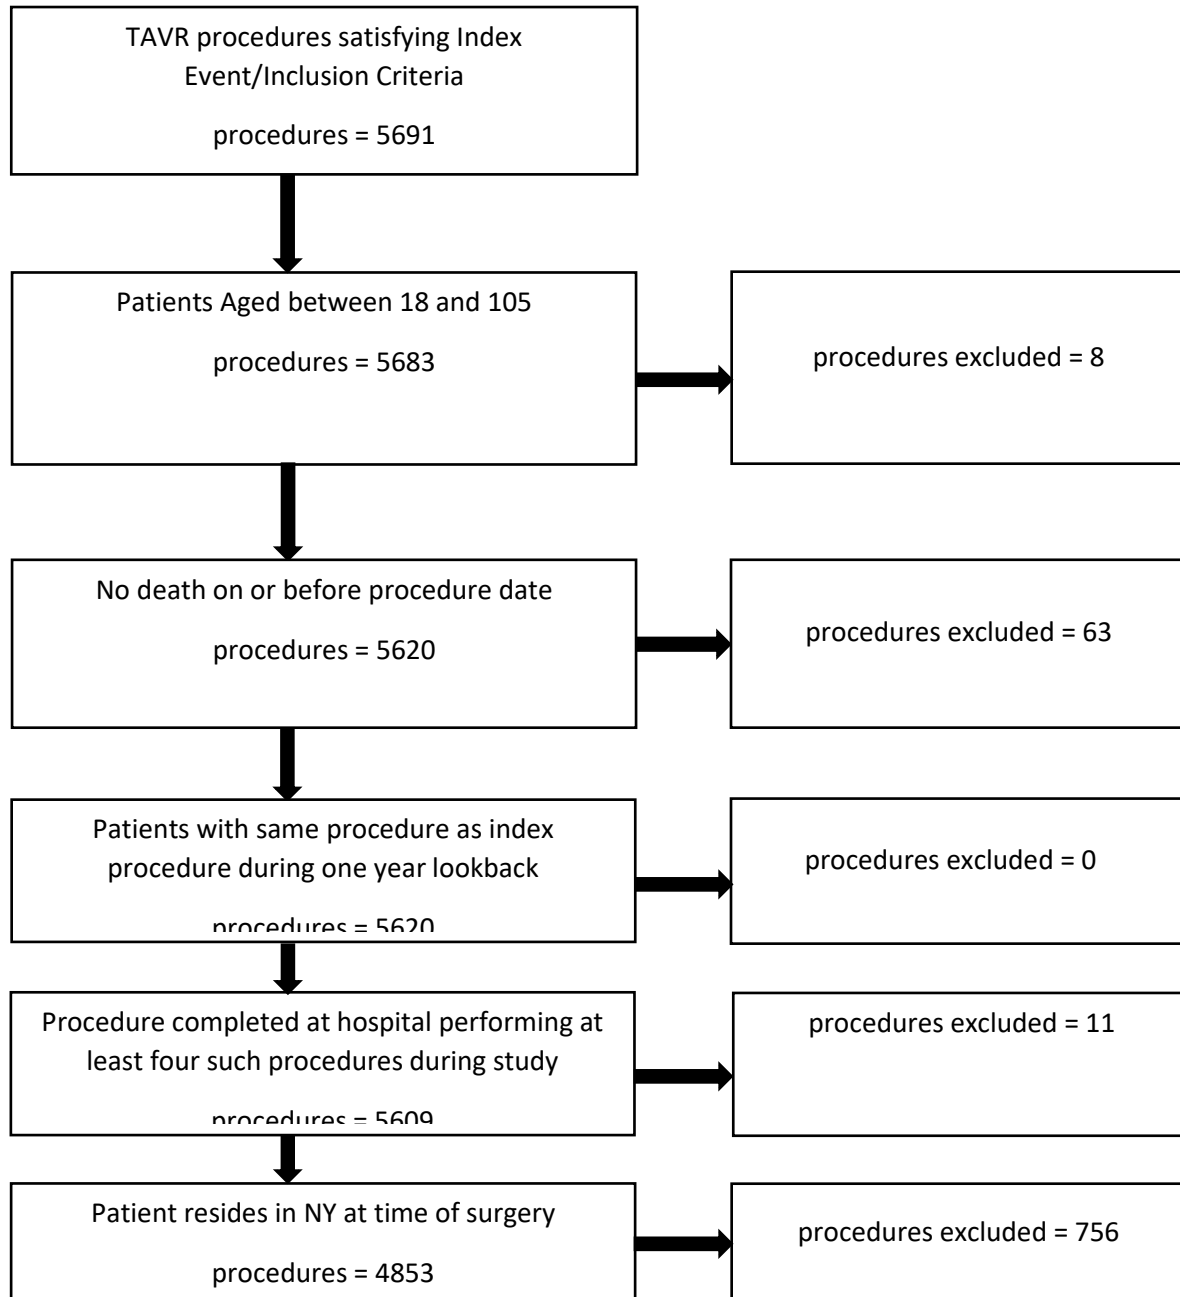 TAVR procedures satisfying Index
Event/Inclusion Criteria
procedures = 5691
Patients Aged between 18 and 105
procedures = 5683
procedures excluded = 8
No death on or before procedure date
procedures = 5620
procedures excluded = 63
Patients with same procedure as index
procedure during one year lookback
procedures = 5620
procedures excluded = 0
Procedure completed at hospital performing at
least four such procedures during study
procedures = 5609
procedures excluded = 11
Patient resides in NY at time of surgery
procedures = 4853
procedures excluded = 756